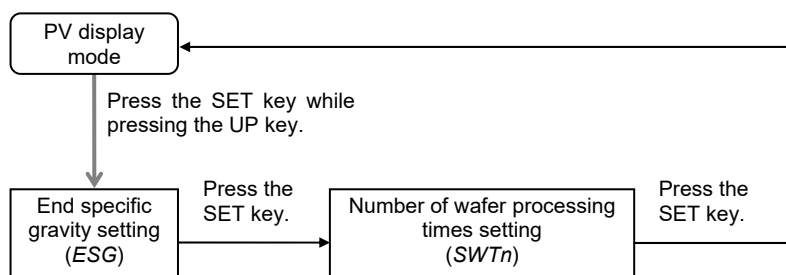 PV display
mode
Press the SET key while
pressing the UP key.
End specific
gravity setting
(ESG)
Press the
SET key.
Number of wafer processing
times setting
(SWTn)
Press the
SET key.